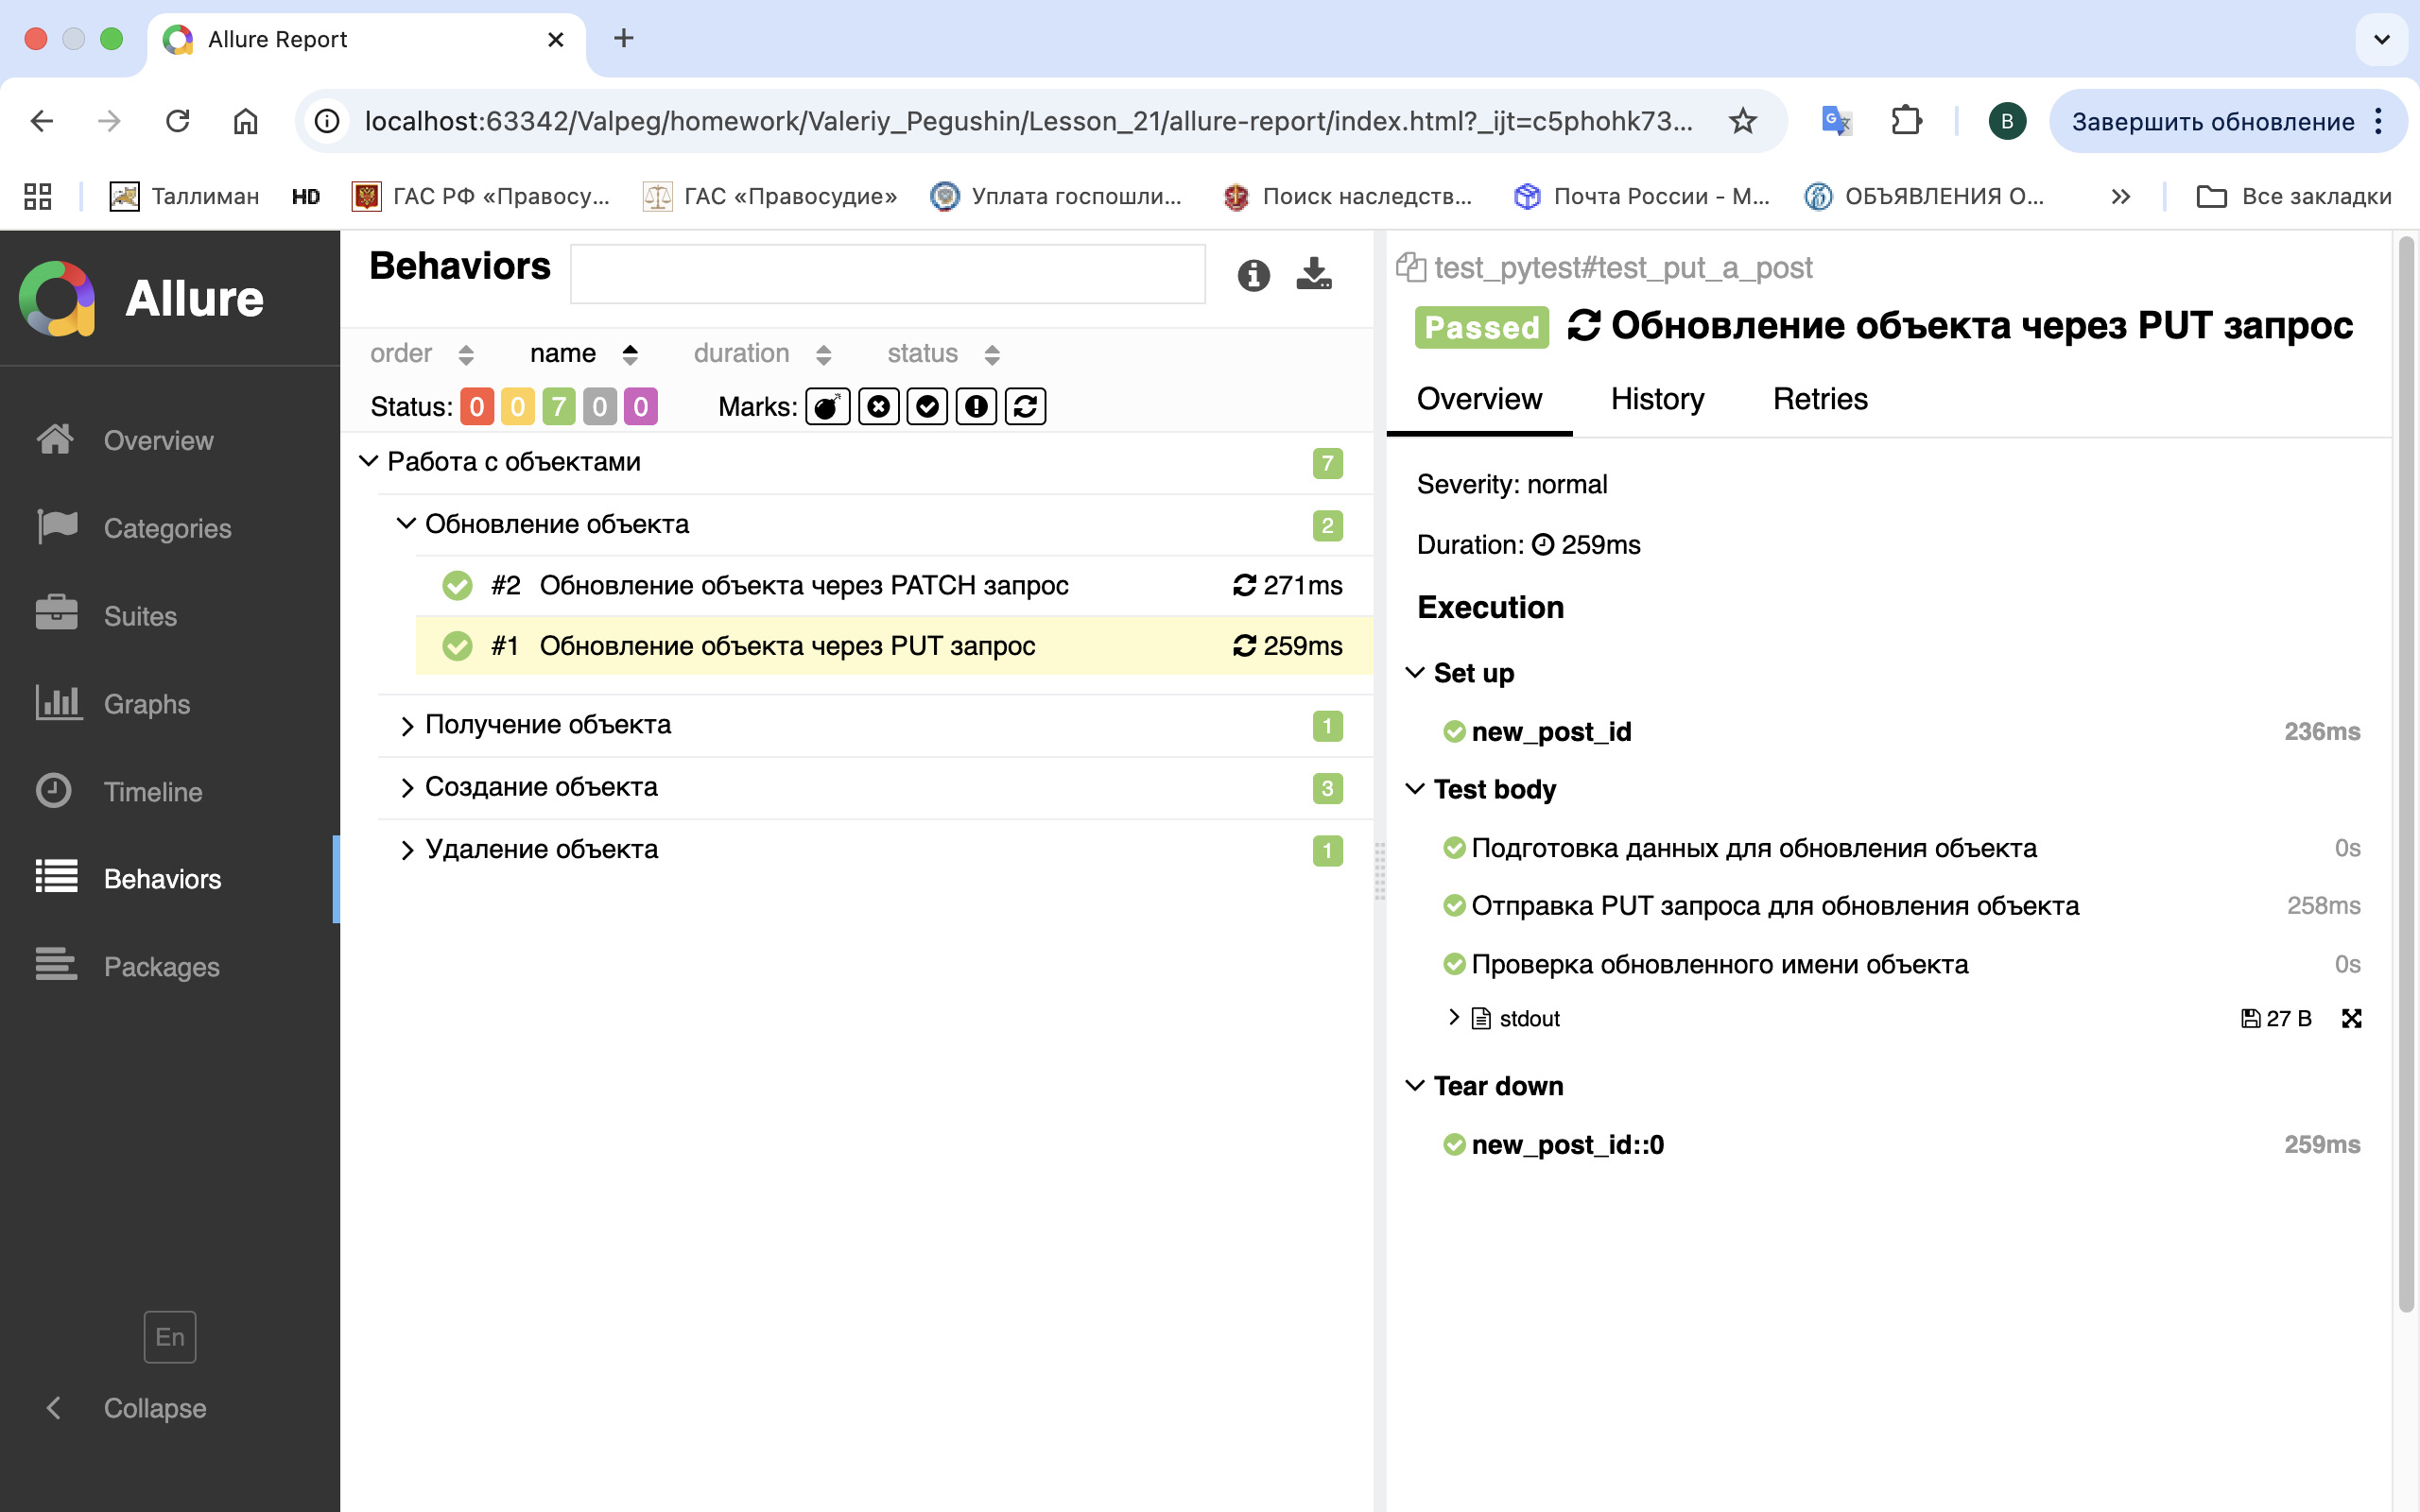 Allure Report
localhost:63342/Valpeg/homework/Valeriy_Pegushin/Lesson_21/allure-report/index.html?_ijt=c5phohk73...
B
Завершить обновление
Таллиман
HD
ГАС РФ «Правосу...
ГАС «Правосудие»
Уплата госпошли...
Поиск наследств...
Почта России - М...
ОБЪЯВЛЕНИЯ О...
Все закладки
Allure
Overview
Categories
Suites
Graphs
Timeline
Behaviors
Packages
En
Collapse
Behaviors
order name duration status
Status: 0 0 7 0 0 Marks:
Работа с объектами 7
Обновление объекта 2
#2 Обновление объекта через PATCH запрос 271ms
#1 Обновление объекта через PUT запрос 259ms
Получение объекта 1
Создание объекта 3
Удаление объекта 1
test_pytest#test_put_a_post
Passed Обновление объекта через PUT запрос
Overview History Retries
Severity: normal
Duration: 259ms
Execution
Set up
new_post_id 236ms
Test body
Подготовка данных для обновления объекта 0s
Отправка PUT запроса для обновления объекта 258ms
Проверка обновленного имени объекта 0s
stdout 27 B
Tear down
new_post_id::0 259ms